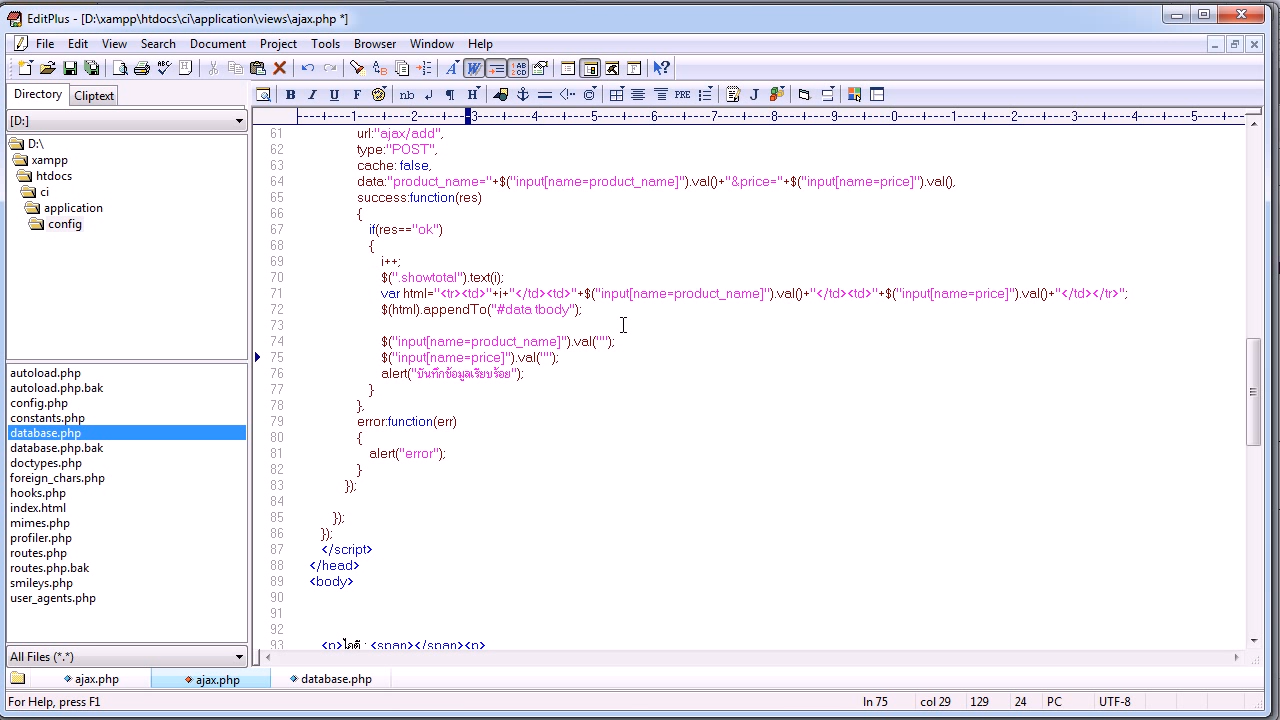 EditPlus - [D:\xampp\htdocs\ci\application\views\ajax.php *]
File Edit View Search Document Project Tools Browser Window Help
Directory Cliptext
[D:]
D:\
xampp
htdocs
ci
application
config
autoload.php
autoload.php.bak
config.php
constants.php
database.php
database.php.bak
doctypes.php
foreign_chars.php
hooks.php
index.html
mimes.php
profiler.php
routes.php
routes.php.bak
smileys.php
user_agents.php
All Files (*.*)
61 url:"ajax/add",
62 type:"POST",
63 cache: false,
64 data:"product_name="+$("input[name=product_name]").val()+"&price="+$("input[name=price]").val(),
65 success:function(res)
66 {
67 if(res=="ok")
68 {
69 i++;
70 $(".showtotal").text(i);
71 var html="<tr><td>"+i+"</td><td>"+$("input[name=product_name]").val()+"</td><td>"+$("input[name=price]").val()+"</td></tr>";
72 $(html).appendTo("#data tbody");
73
74 $("input[name=product_name]").val("");
75 $("input[name=price]").val("");
76 alert("บันทึกข้อมูลเรียบร้อย");
77 }
78 },
79 error:function(err)
80 {
81 alert("error");
82 }
83 });
84
85 });
86 });
87 </script>
88 </head>
89 <body>
90
91
92
93 <p> : <span></span><p>
ajax.php ajax.php database.php
For Help, press F1 ln 75 col 29 129 24 PC UTF-8